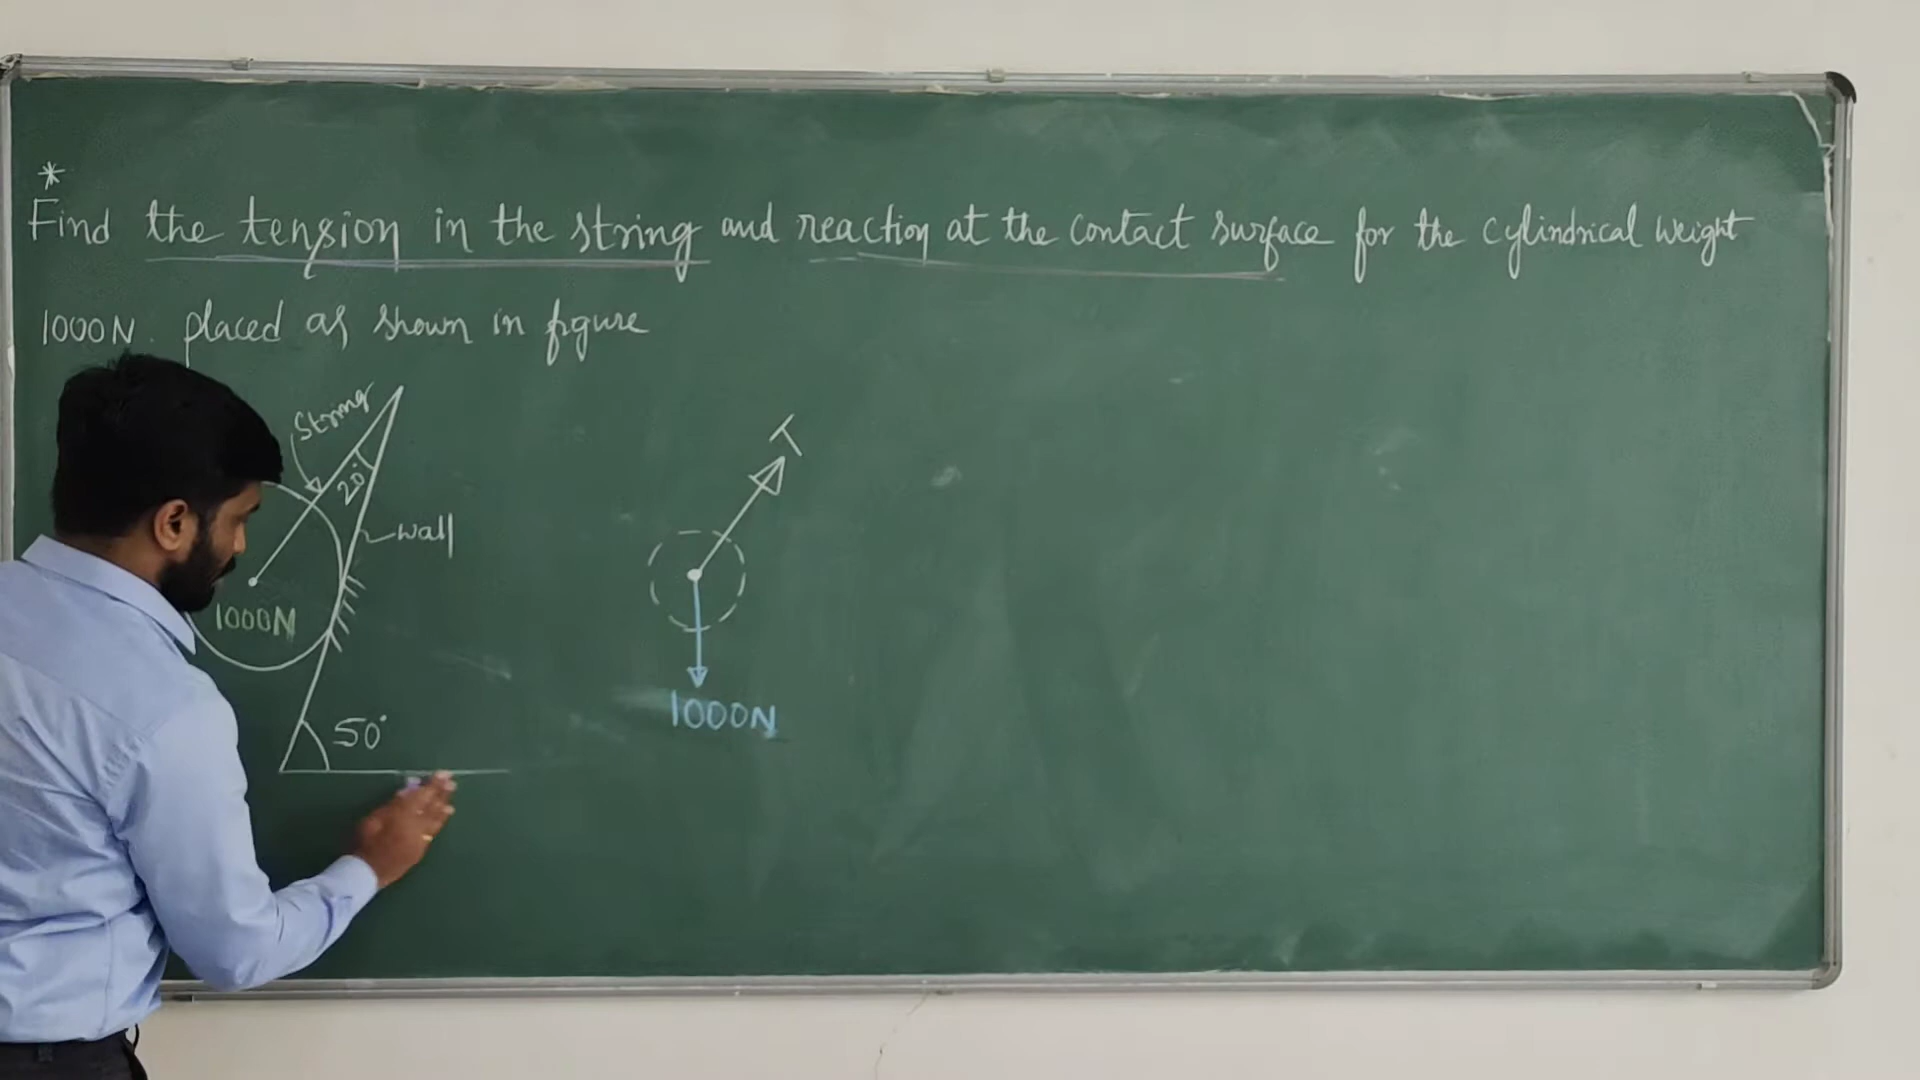 *
Find the tension in the string and reaction at the contact surface for the cylindrical weight
1000N. placed as shown in figure
String
20°
wall
1000N
50°
T
1000N